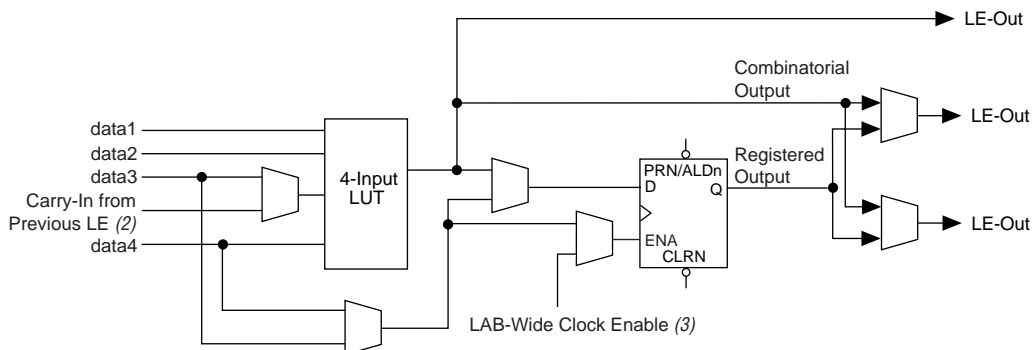 LE-Out
Combinatorial
Output
LE-Out
data1
data2
data3
Carry-In from
Previous LE (2)
data4
4-Input
LUT
PRN/ALDn
D
Q
ENA
CLRN
Registered
Output
LE-Out
LAB-Wide Clock Enable (3)